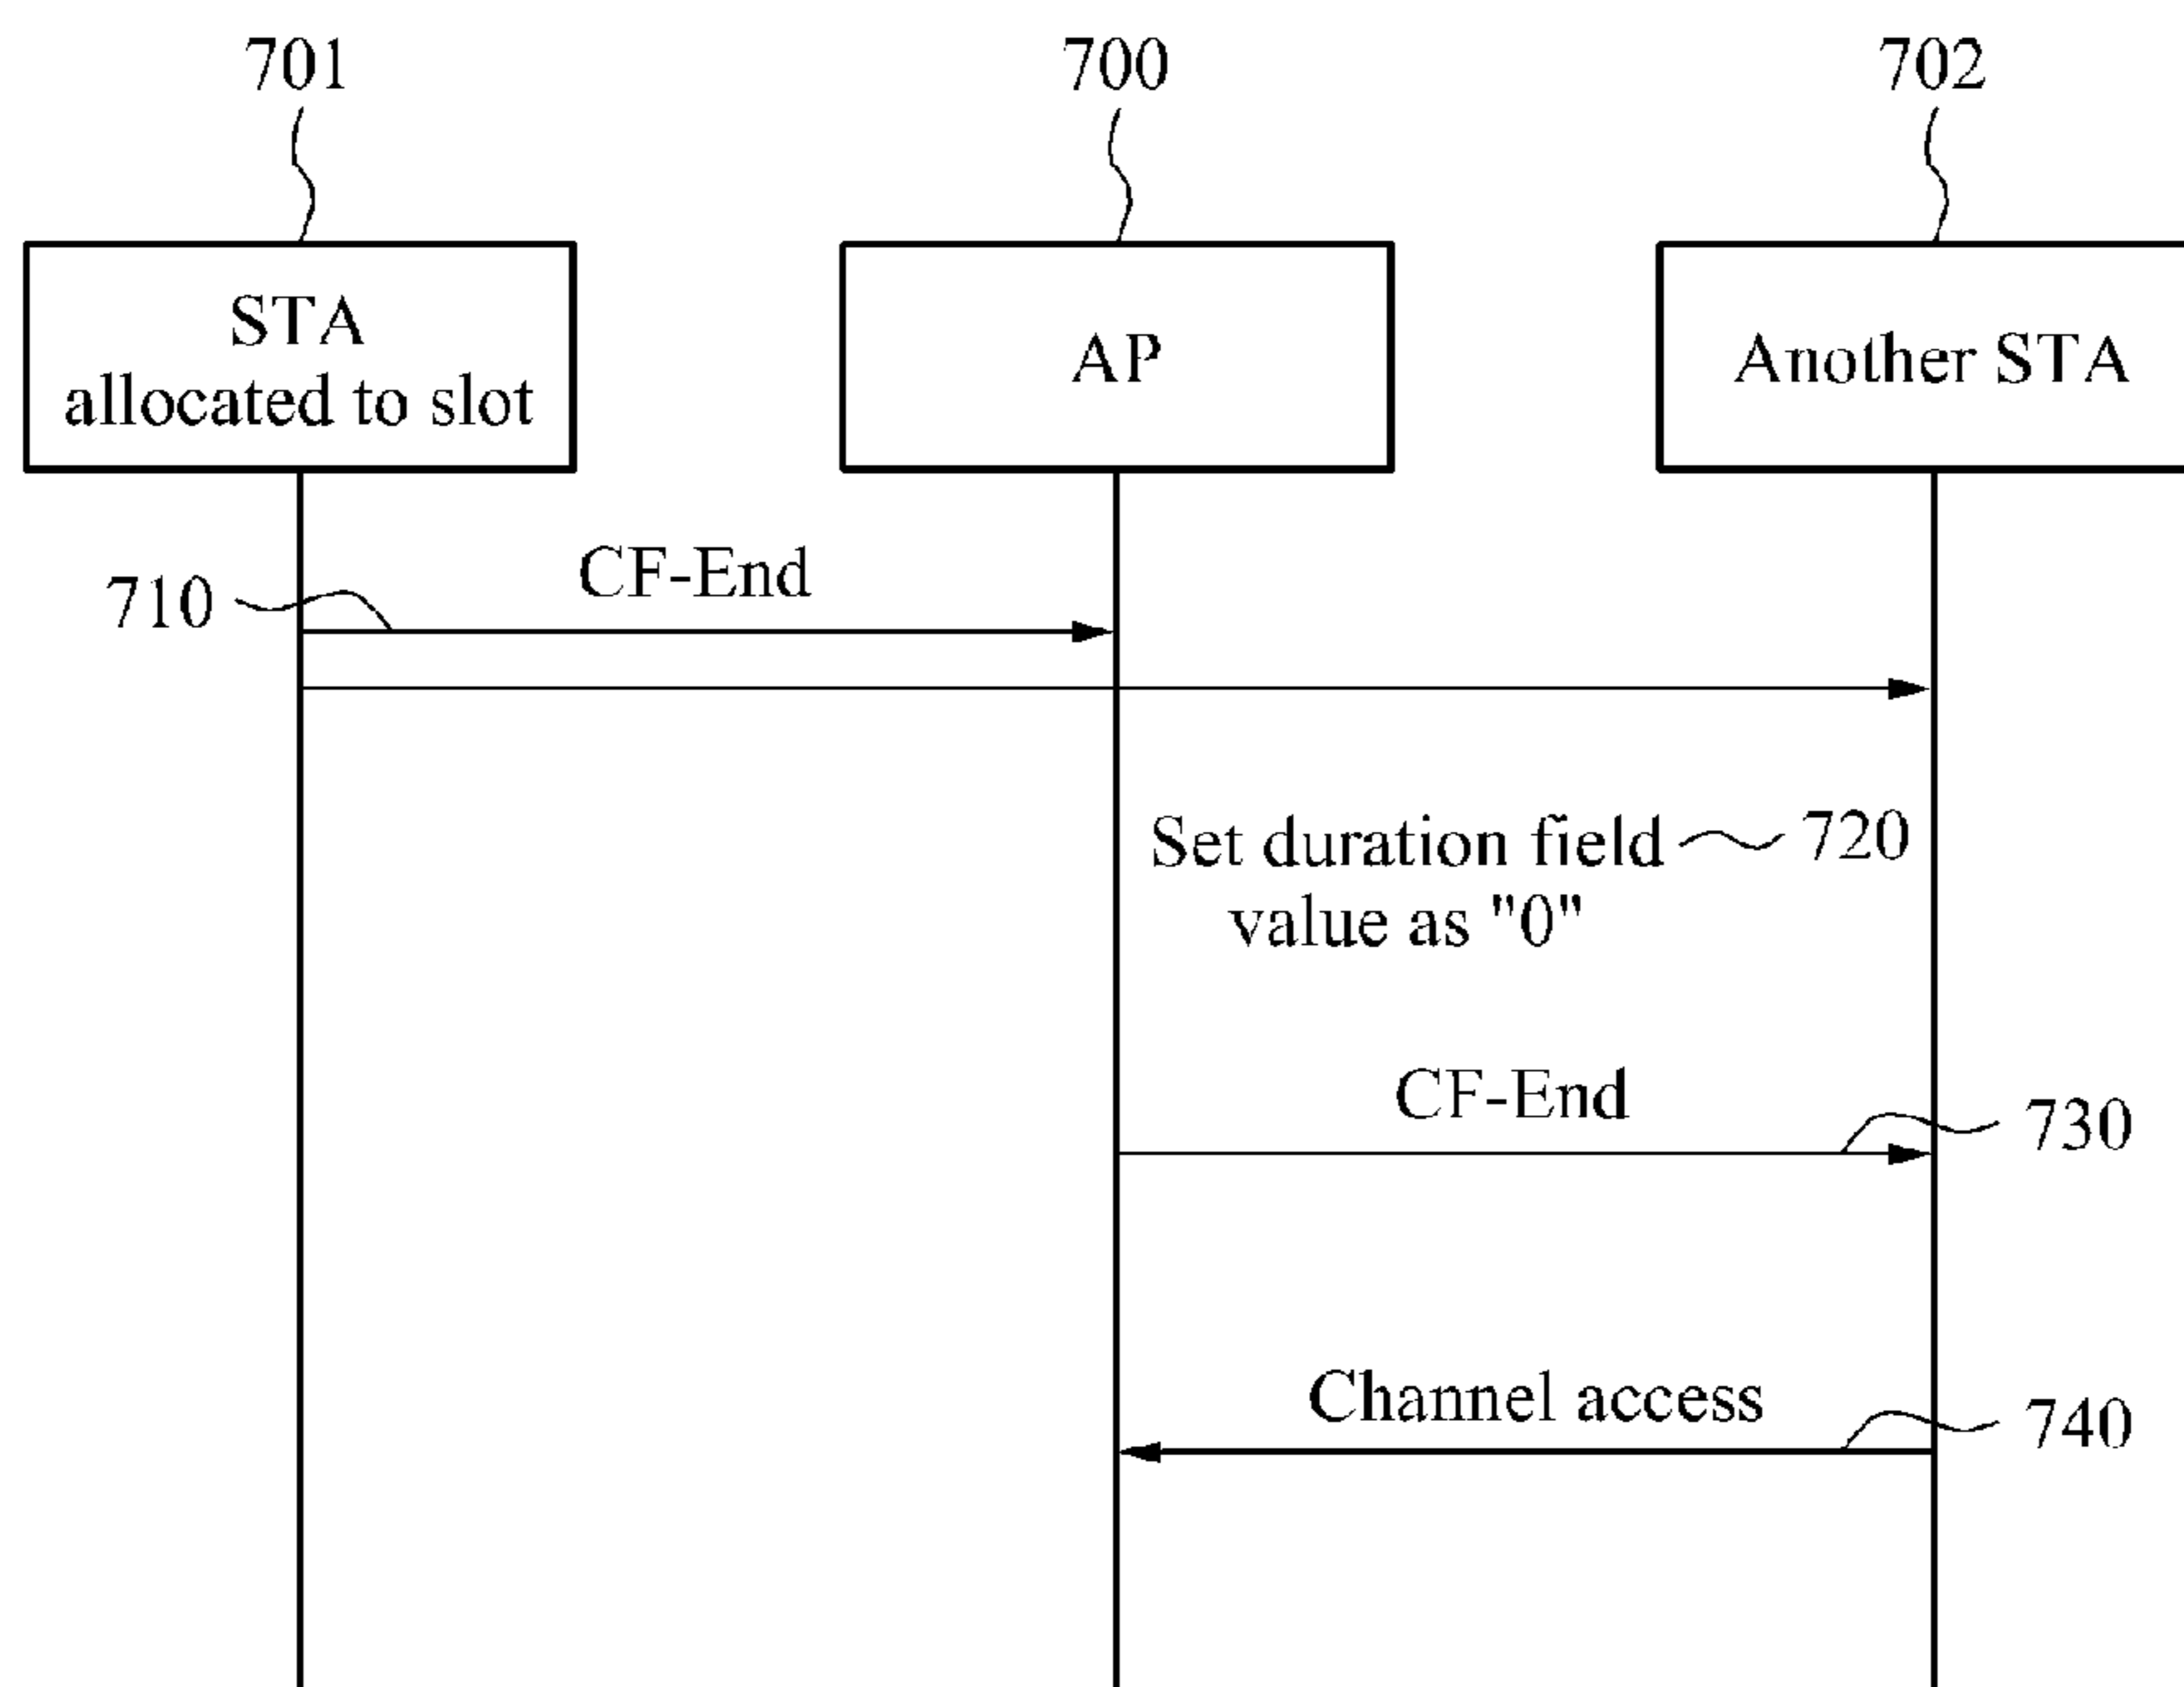 701
700
702
STA
allocated to slot
AP
Another STA
CF-End
710
Set duration field
720
value as "0"
CF-End
730
Channel access
740